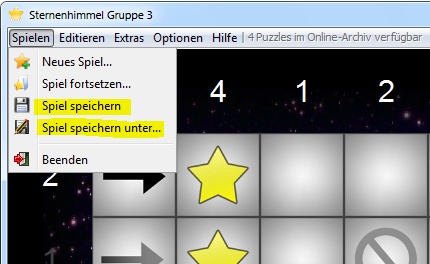 Sternenhimmel Gruppe 3
Spielen Editieren Extras Optionen Hilfe | 4 Puzzles im Online-Archiv verfügbar
Neues Spiel...
Spiel fortsetzen...
Spiel speichern
Spiel speichern unter...
Beenden
4 1 2
2
1